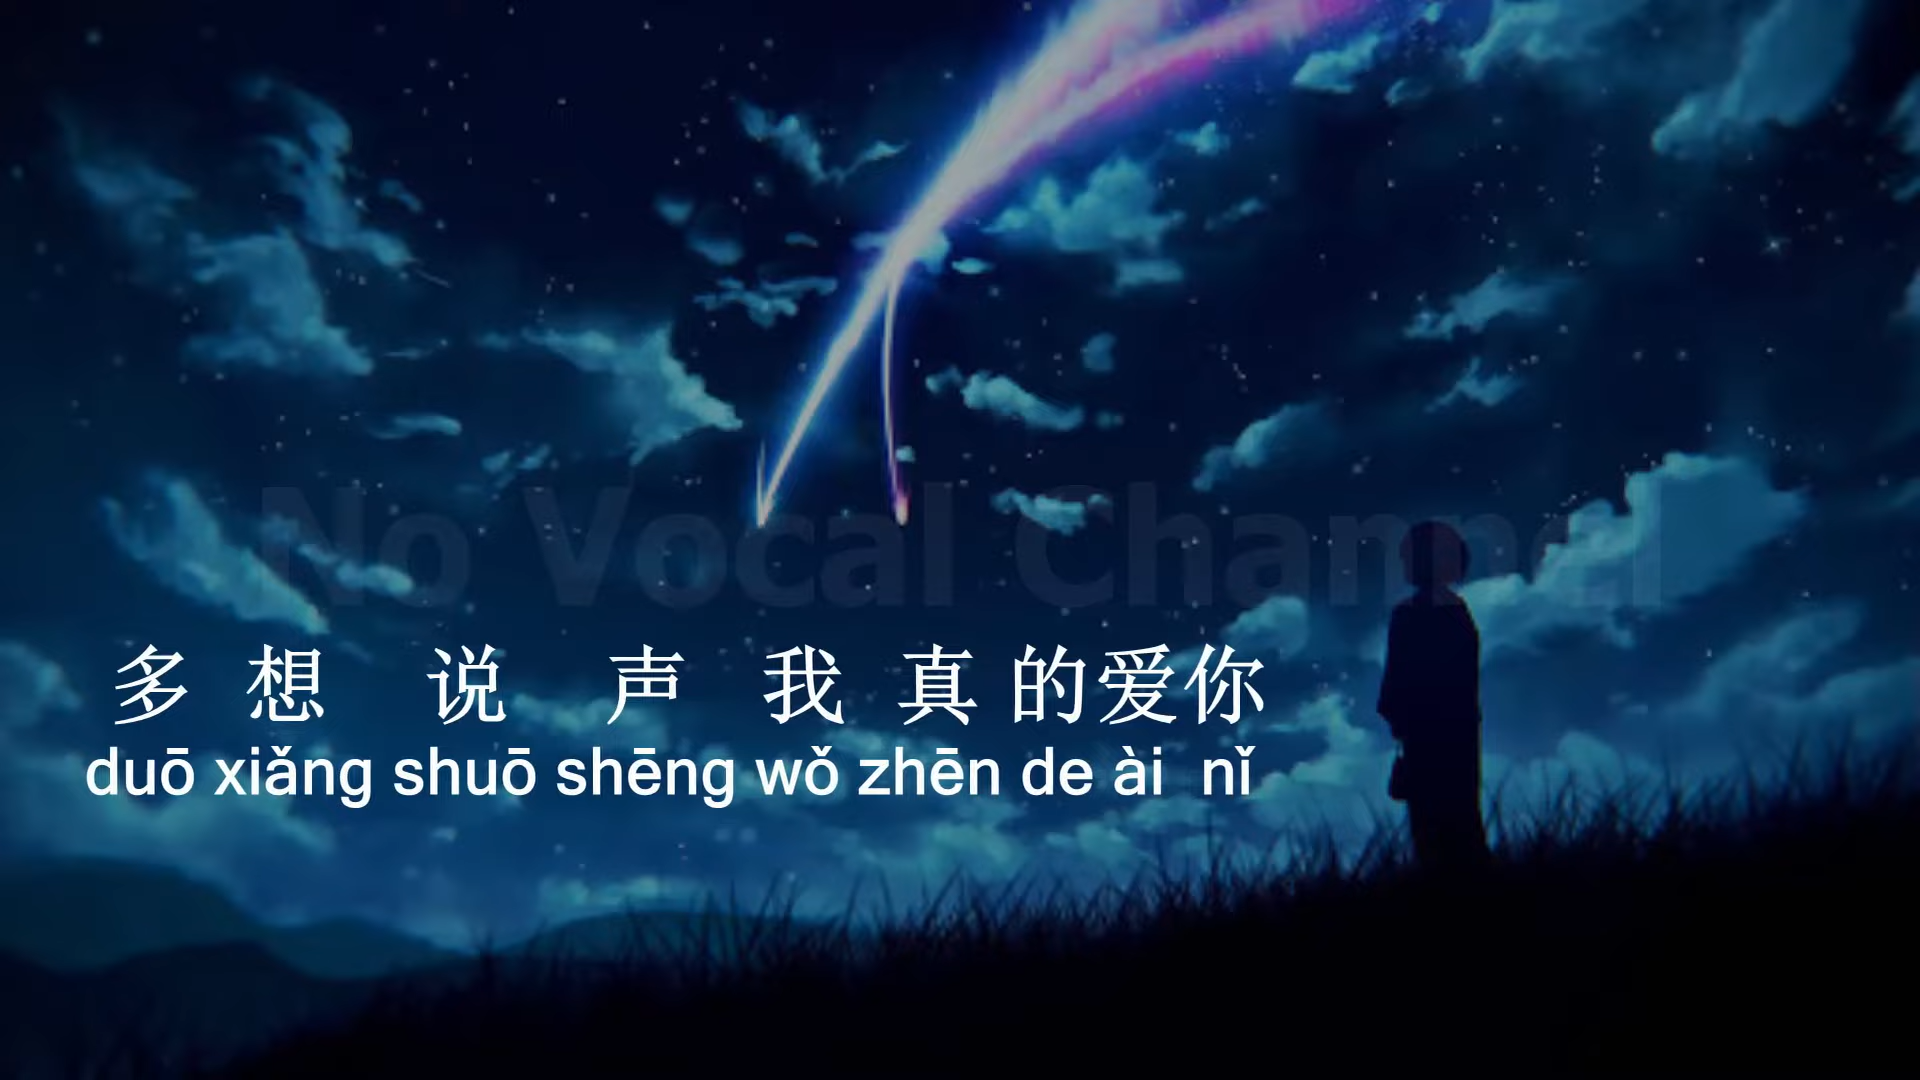 No Vocal Channel
多 想 说 声 我 真 的爱你
duō xiǎng shuō shēng wǒ zhēn de ài nǐ